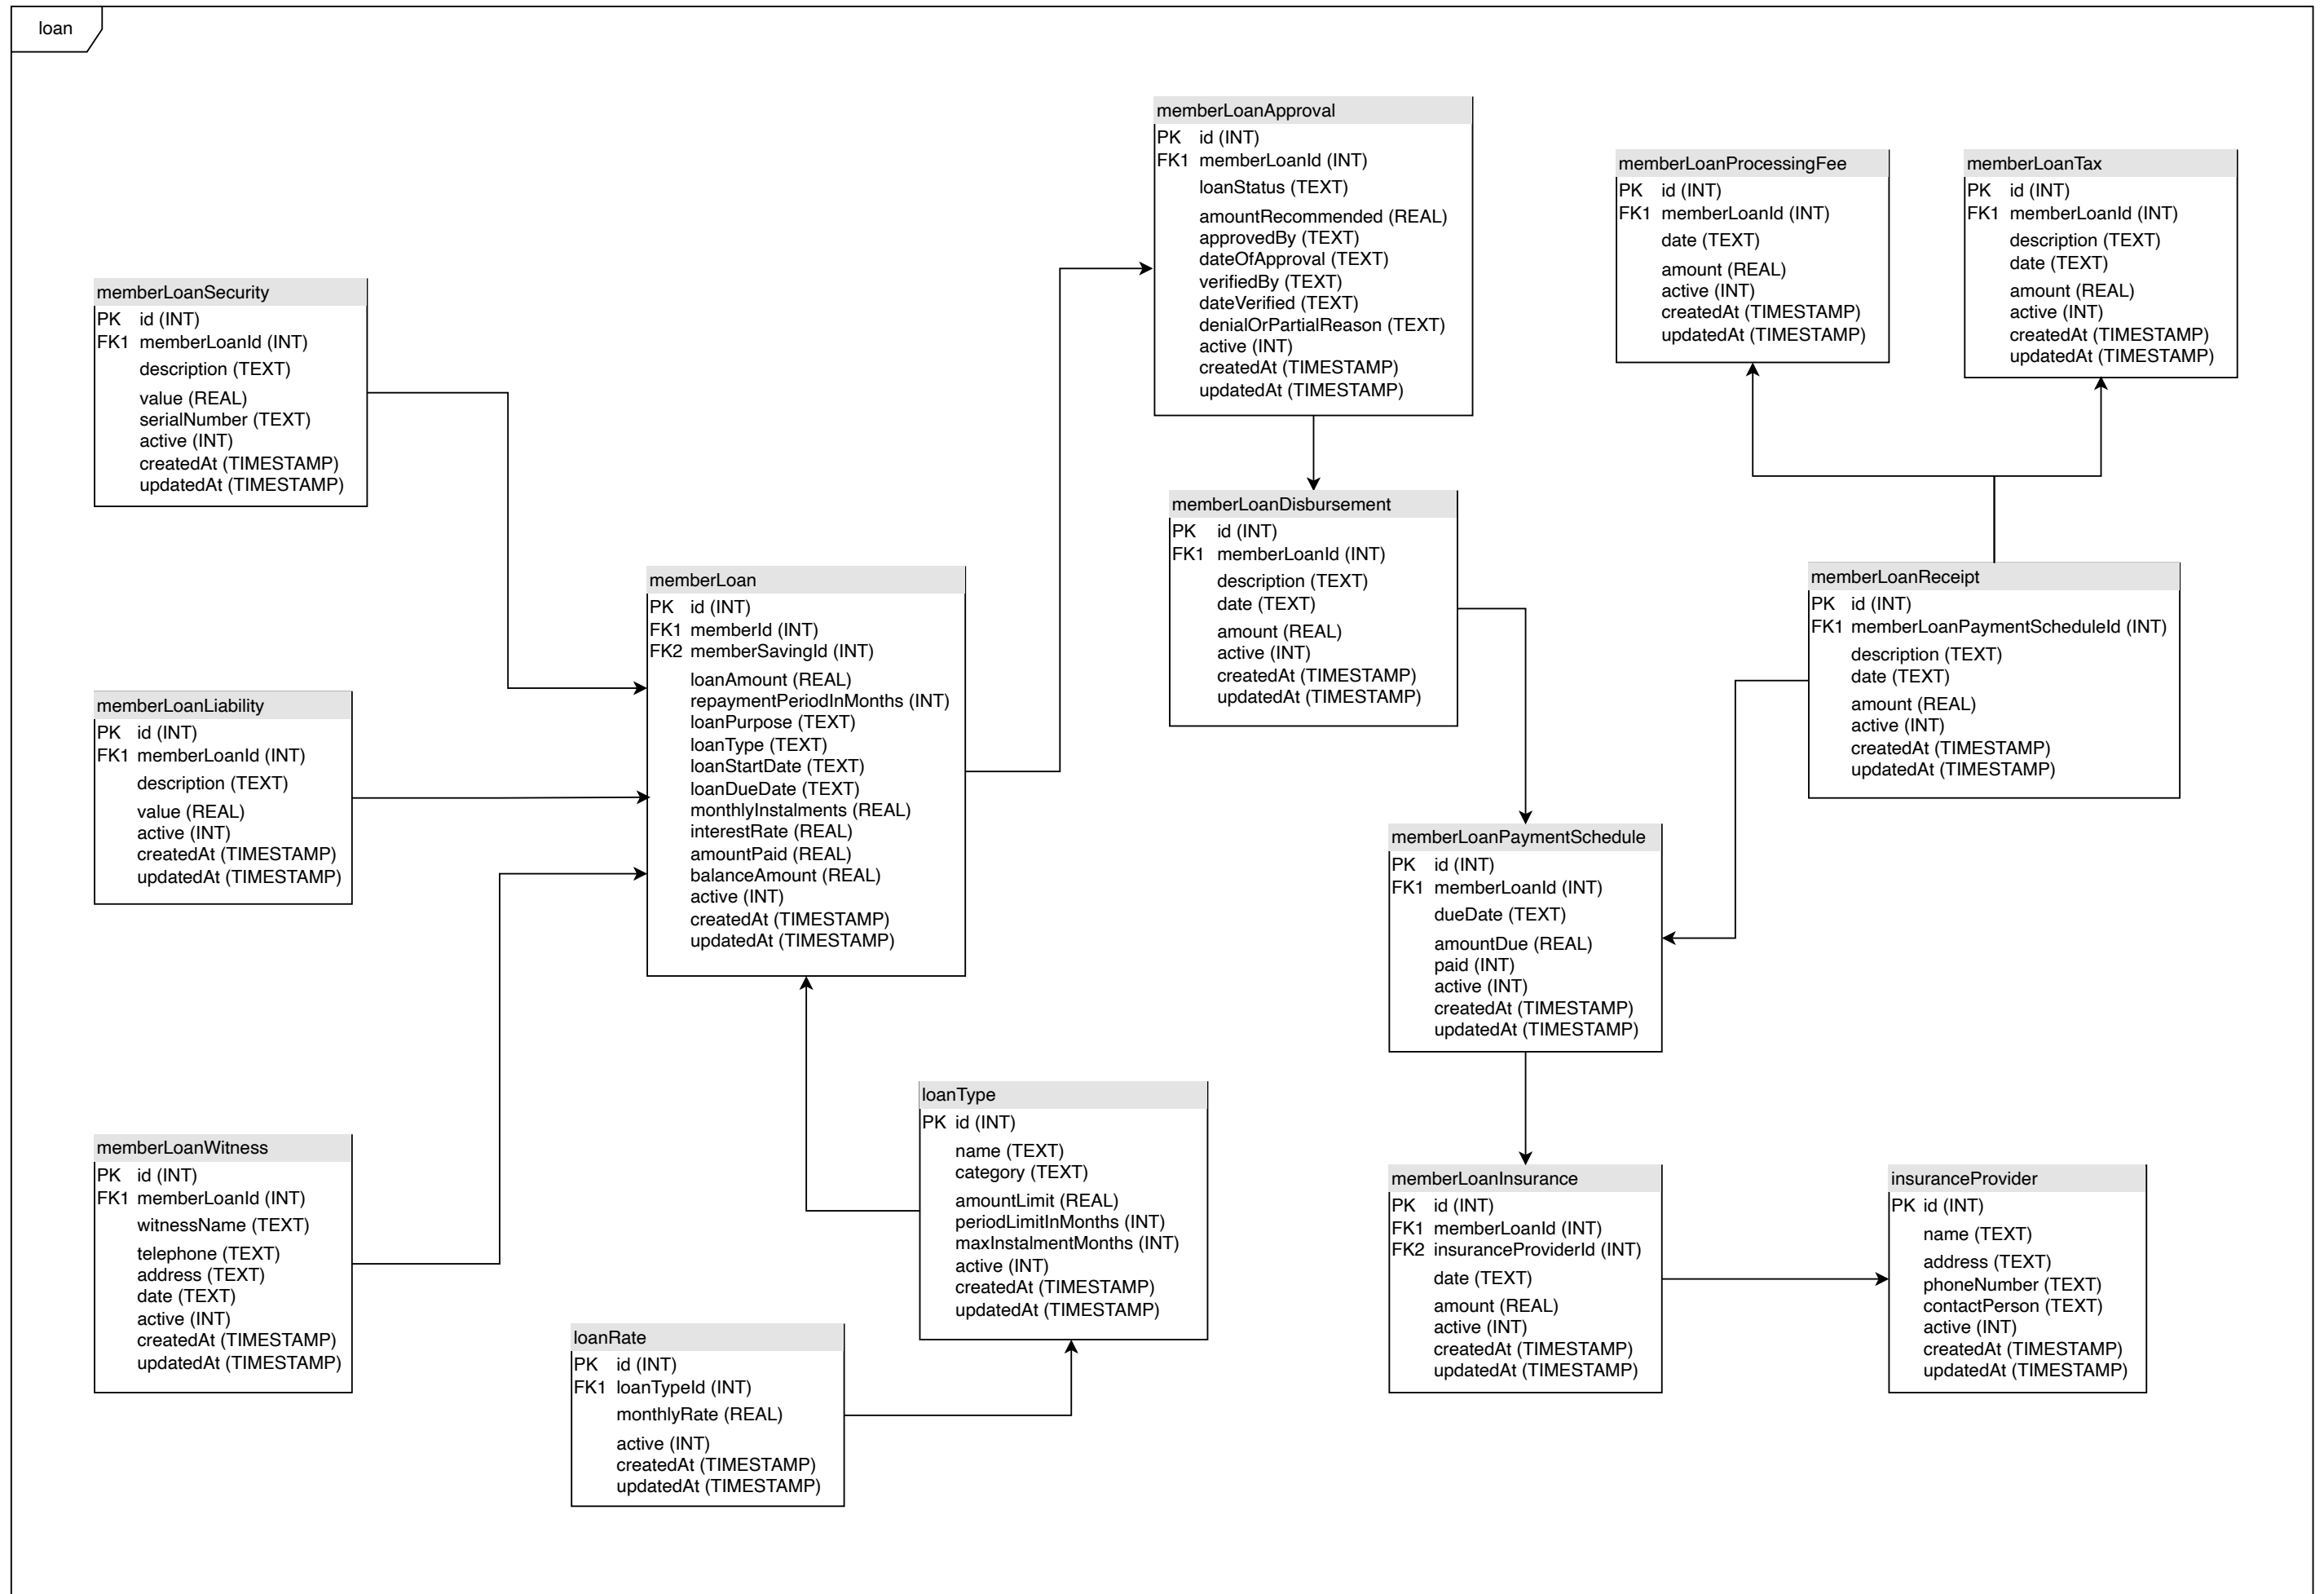 loan
memberLoanApproval
PK id (INT)
FK1 memberLoanId (INT)
loanStatus (TEXT)
amountRecommended (REAL)
approvedBy (TEXT)
dateOfApproval (TEXT)
verifiedBy (TEXT)
dateVerified (TEXT)
denialOrPartialReason (TEXT)
active (INT)
createdAt (TIMESTAMP)
updatedAt (TIMESTAMP)
memberLoanProcessingFee
PK id (INT)
FK1 memberLoanId (INT)
date (TEXT)
amount (REAL)
active (INT)
createdAt (TIMESTAMP)
updatedAt (TIMESTAMP)
memberLoanTax
PK id (INT)
FK1 memberLoanId (INT)
description (TEXT)
date (TEXT)
amount (REAL)
active (INT)
createdAt (TIMESTAMP)
updatedAt (TIMESTAMP)
memberLoanSecurity
PK id (INT)
FK1 memberLoanId (INT)
description (TEXT)
value (REAL)
serialNumber (TEXT)
active (INT)
createdAt (TIMESTAMP)
updatedAt (TIMESTAMP)
memberLoanDisbursement
PK id (INT)
FK1 memberLoanId (INT)
description (TEXT)
date (TEXT)
amount (REAL)
active (INT)
createdAt (TIMESTAMP)
updatedAt (TIMESTAMP)
memberLoan
PK id (INT)
FK1 memberId (INT)
FK2 memberSavingId (INT)
loanAmount (REAL)
repaymentPeriodInMonths (INT)
loanPurpose (TEXT)
loanType (TEXT)
loanStartDate (TEXT)
loanDueDate (TEXT)
monthlyInstalments (REAL)
interestRate (REAL)
amountPaid (REAL)
balanceAmount (REAL)
active (INT)
createdAt (TIMESTAMP)
updatedAt (TIMESTAMP)
memberLoanReceipt
PK id (INT)
FK1 memberLoanPaymentScheduleId (INT)
description (TEXT)
date (TEXT)
amount (REAL)
active (INT)
createdAt (TIMESTAMP)
updatedAt (TIMESTAMP)
memberLoanLiability
PK id (INT)
FK1 memberLoanId (INT)
description (TEXT)
value (REAL)
active (INT)
createdAt (TIMESTAMP)
updatedAt (TIMESTAMP)
memberLoanPaymentSchedule
PK id (INT)
FK1 memberLoanId (INT)
dueDate (TEXT)
amountDue (REAL)
paid (INT)
active (INT)
createdAt (TIMESTAMP)
updatedAt (TIMESTAMP)
loanType
PK id (INT)
name (TEXT)
category (TEXT)
amountLimit (REAL)
periodLimitInMonths (INT)
maxInstalmentMonths (INT)
active (INT)
createdAt (TIMESTAMP)
updatedAt (TIMESTAMP)
memberLoanWitness
PK id (INT)
FK1 memberLoanId (INT)
witnessName (TEXT)
telephone (TEXT)
address (TEXT)
date (TEXT)
active (INT)
createdAt (TIMESTAMP)
updatedAt (TIMESTAMP)
memberLoanInsurance
PK id (INT)
FK1 memberLoanId (INT)
FK2 insuranceProviderId (INT)
date (TEXT)
amount (REAL)
active (INT)
createdAt (TIMESTAMP)
updatedAt (TIMESTAMP)
insuranceProvider
PK id (INT)
name (TEXT)
address (TEXT)
phoneNumber (TEXT)
contactPerson (TEXT)
active (INT)
createdAt (TIMESTAMP)
updatedAt (TIMESTAMP)
loanRate
PK id (INT)
FK1 loanTypeId (INT)
monthlyRate (REAL)
active (INT)
createdAt (TIMESTAMP)
updatedAt (TIMESTAMP)